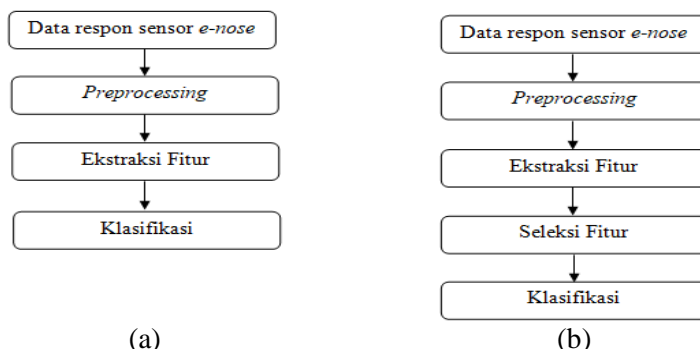 Data respon sensor e-nose
Preprocessing
Ekstraksi Fitur
Klasifikasi
(a)
Data respon sensor e-nose
Preprocessing
Ekstraksi Fitur
Seleksi Fitur
Klasifikasi
(b)